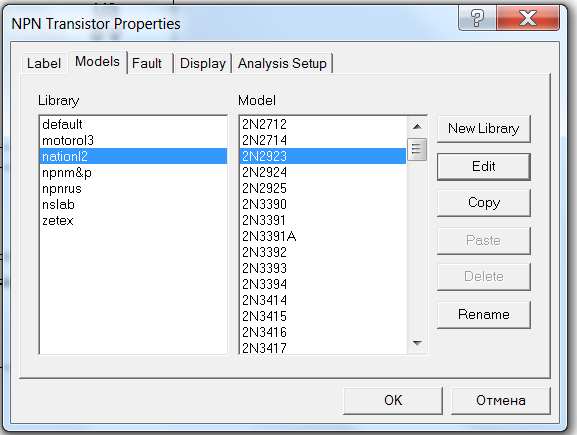 NPN Transistor Properties
Label Models Fault Display Analysis Setup
Library
default
motorol3
nationl2
npnm&p
npnrus
nslab
zetex
Model
2N2712
2N2714
2N2923
2N2924
2N2925
2N3390
2N3391
2N3391A
2N3392
2N3393
2N3394
2N3414
2N3415
2N3416
2N3417
New Library
Edit
Copy
Paste
Delete
Rename
OK Отмена